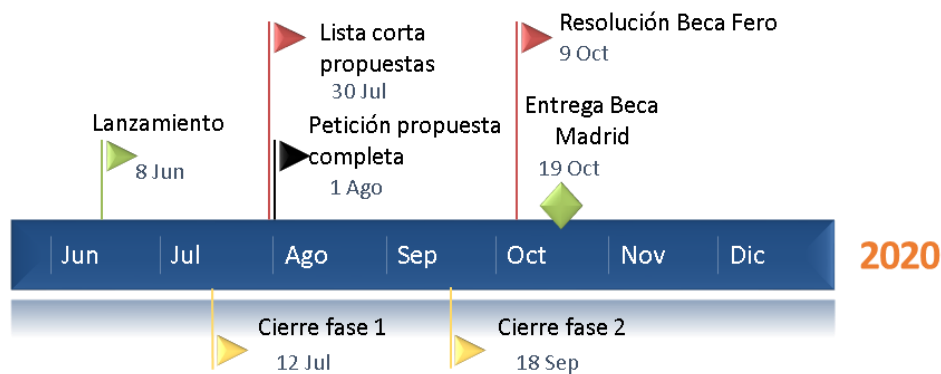 Lista corta
propuestas
30 Jul
Resolución Beca Fero
9 Oct
Lanzamiento
8 Jun
Petición propuesta
completa
1 Ago
Entrega Beca
Madrid
19 Oct
Jun
Jul
Ago
Sep
Oct
Nov
Dic
2020
Cierre fase 1
12 Jul
Cierre fase 2
18 Sep